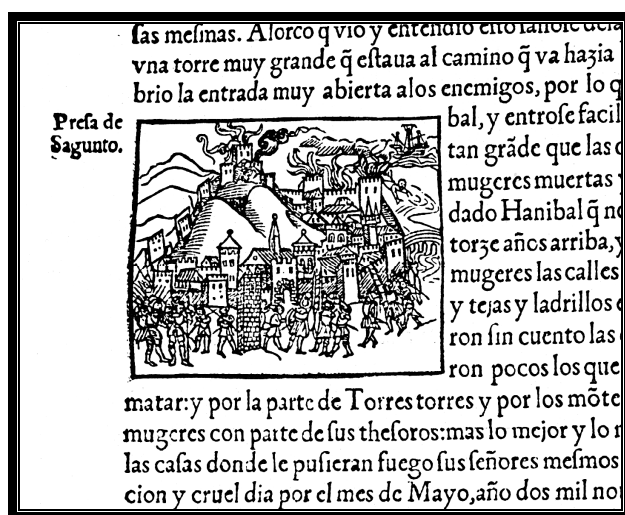 ſas meſmas. Alorco q̃ vio y entendio eſto
vna torre muy grande q̃ eſtaua al camino q̃ va hazia
brio la entrada muy abierta alos enemigos, por lo q
Preſa de
Sagunto.
bal, y entroſe facil
tan grãde que las
mugeres muertas
dado Hanibal q̃ no
torze años arriba, y
mugeres las calles
y tejas y ladrillos
ron ſin cuento las
ron pocos los que
matar: y por la parte de Torrestorres y por los mõte
mugeres con parte de ſus theſoros: mas lo mejor y lo
las caſas donde le puſieran fuego ſus ſeñores meſmos
cion y cruel dia por el mes de Mayo, año dos mil no